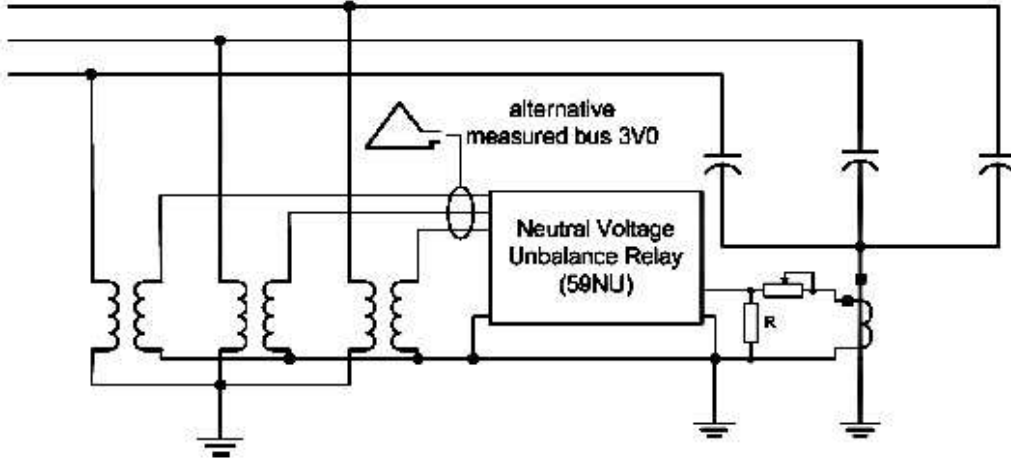 alternative
measured bus 3V0
Neutral Voltage
Unbalance Relay
(59NU)
R